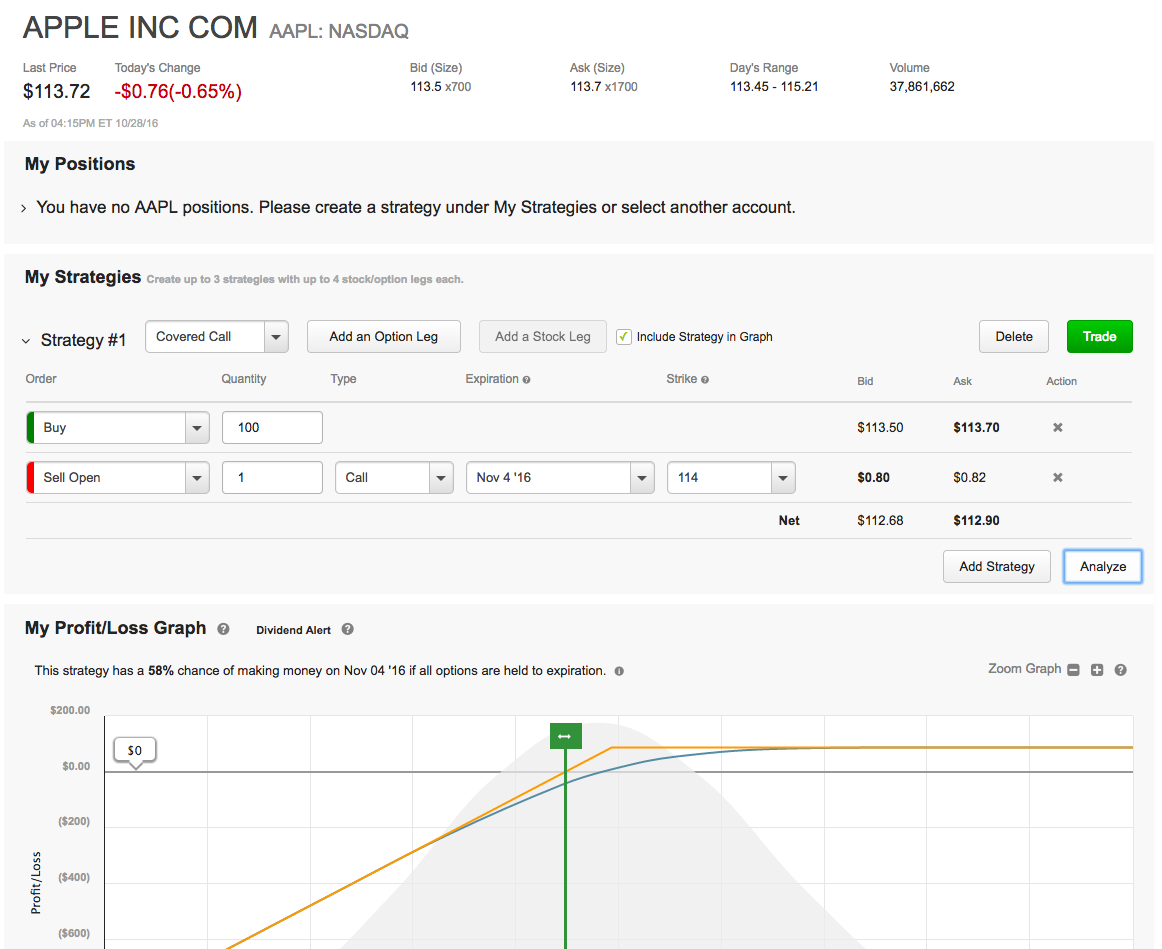 APPLE INC COM AAPL: NASDAQ
Last Price Today's Change Bid (Size) Ask (Size) Day's Range Volume
$113.72 -$0.76(-0.65%) 113.5 x700 113.7 x1700 113.45 - 115.21 37,861,662
As of 04:15PM ET 10/28/16
My Positions
› You have no AAPL positions. Please create a strategy under My Strategies or select another account.
My Strategies Create up to 3 strategies with up to 4 stock/option legs each.
Strategy #1 Covered Call Add an Option Leg Add a Stock Leg Include Strategy in Graph Delete Trade
Order Quantity Type Expiration ? Strike ? Bid Ask Action
Buy 100 $113.50 $113.70
Sell Open 1 Call Nov 4 '16 114 $0.80 $0.82
Net $112.68 $112.90
Add Strategy Analyze
My Profit/Loss Graph ? Dividend Alert ?
This strategy has a 58% chance of making money on Nov 04 '16 if all options are held to expiration. Zoom Graph ?
$200.00
$0
$0.00
($200)
($400)
Profit/Loss
($600)